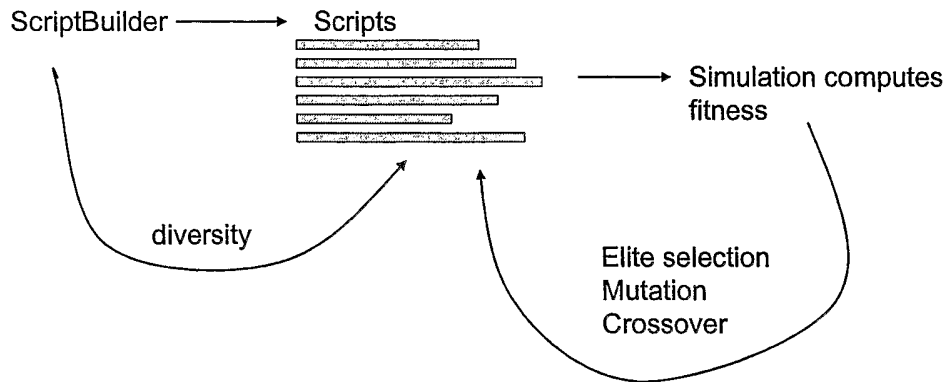 ScriptBuilder
Scripts
Simulation computes
fitness
diversity
Elite selection
Mutation
Crossover